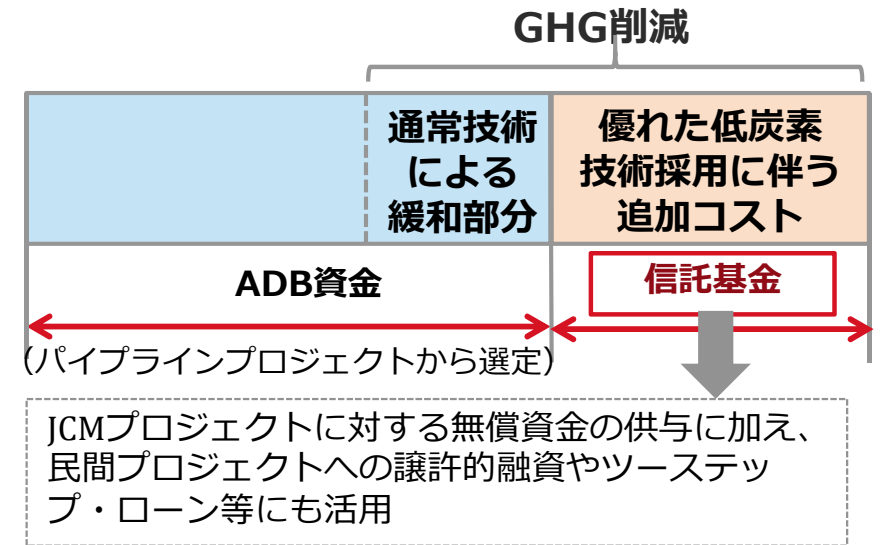 GHG削減
通常技術
による
緩和部分
優れた低炭素
技術採用に伴う
追加コスト
ADB資金
信託基金
（パイプラインプロジェクトから選定）
JCMプロジェクトに対する無償資金の供与に加え、
民間プロジェクトへの譲許的融資やツーステッ
プ・ローン等にも活用